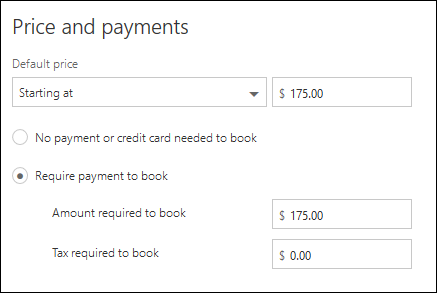 Price and payments
Default price
Starting at $ 175.00
No payment or credit card needed to book
Require payment to book
Amount required to book $ 175.00
Tax required to book $ 0.00